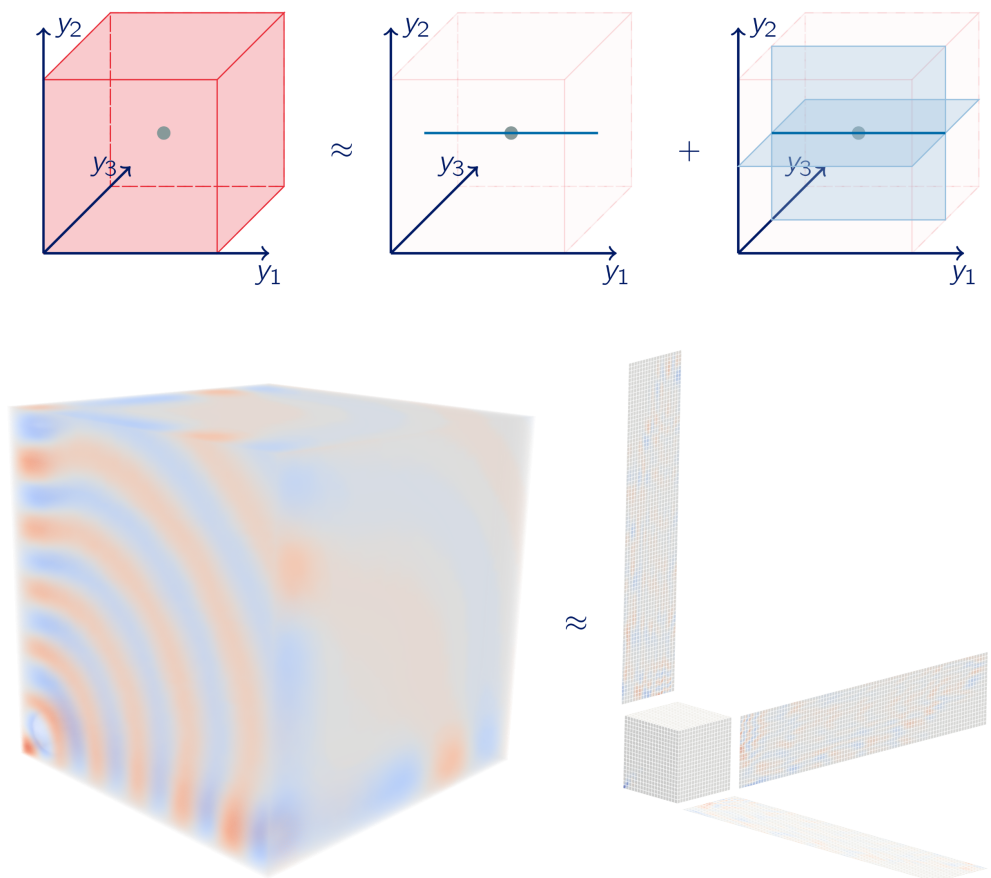 y₂ y₂ y₂
≈ +
y₃ y₃ y₃
y₁ y₁ y₁
≈